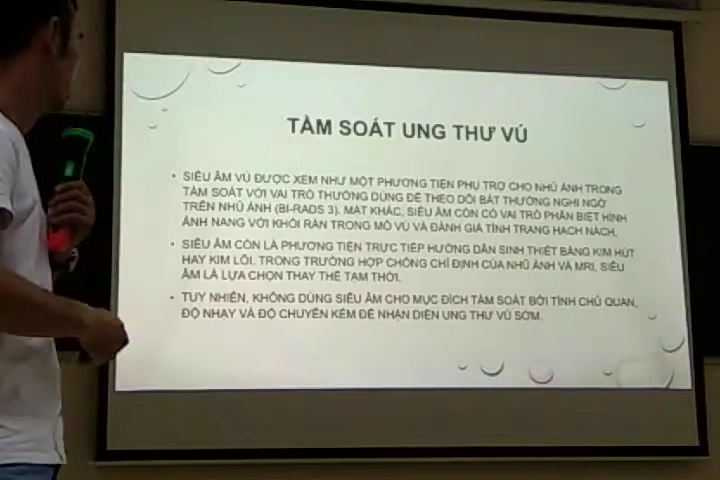 TẦM SOÁT UNG THƯ VÚ
• SIÊU ÂM VÚ ĐƯỢC XEM NHƯ MỘT PHƯƠNG TIỆN PHỤ TRỢ CHO NHŨ ẢNH TRONG
TẦM SOÁT VỚI VAI TRÒ THƯỜNG DÙNG ĐỂ THEO DÕI BẤT THƯỜNG NGHI NGỜ
TRÊN NHŨ ẢNH (BI-RADS 3). MẶT KHÁC, SIÊU ÂM CÒN CÓ VAI TRÒ PHÂN BIỆT HÌNH
ẢNH NANG VỚI KHỐI RẮN TRONG MÔ VÚ VÀ ĐÁNH GIÁ TÌNH TRẠNG HẠCH NÁCH.
• SIÊU ÂM CÒN LÀ PHƯƠNG TIỆN TRỰC TIẾP HƯỚNG DẪN SINH THIẾT BẰNG KIM HÚT
HAY KIM LÕI. TRONG TRƯỜNG HỢP CHỐNG CHỈ ĐỊNH CỦA NHŨ ẢNH VÀ MRI, SIÊU
ÂM LÀ LỰA CHỌN THAY THẾ TẠM THỜI.
• TUY NHIÊN, KHÔNG DÙNG SIÊU ÂM CHO MỤC ĐÍCH TẦM SOÁT BỞI TÍNH CHỦ QUAN,
ĐỘ NHẠY VÀ ĐỘ CHUYÊN KÉM ĐỂ NHẬN DIỆN UNG THƯ VÚ SỚM.